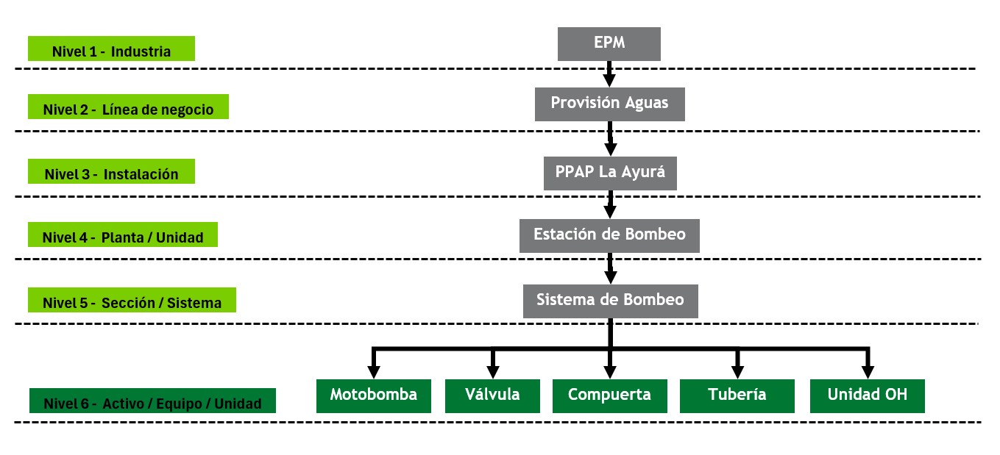 Nivel 1 - Industria
EPM
Nivel 2 - Línea de negocio
Provisión Aguas
Nivel 3 - Instalación
PPAP La Ayurá
Nivel 4 - Planta / Unidad
Estación de Bombeo
Nivel 5 - Sección / Sistema
Sistema de Bombeo
Nivel 6 - Activo / Equipo / Unidad
Motobomba
Válvula
Compuerta
Tubería
Unidad OH